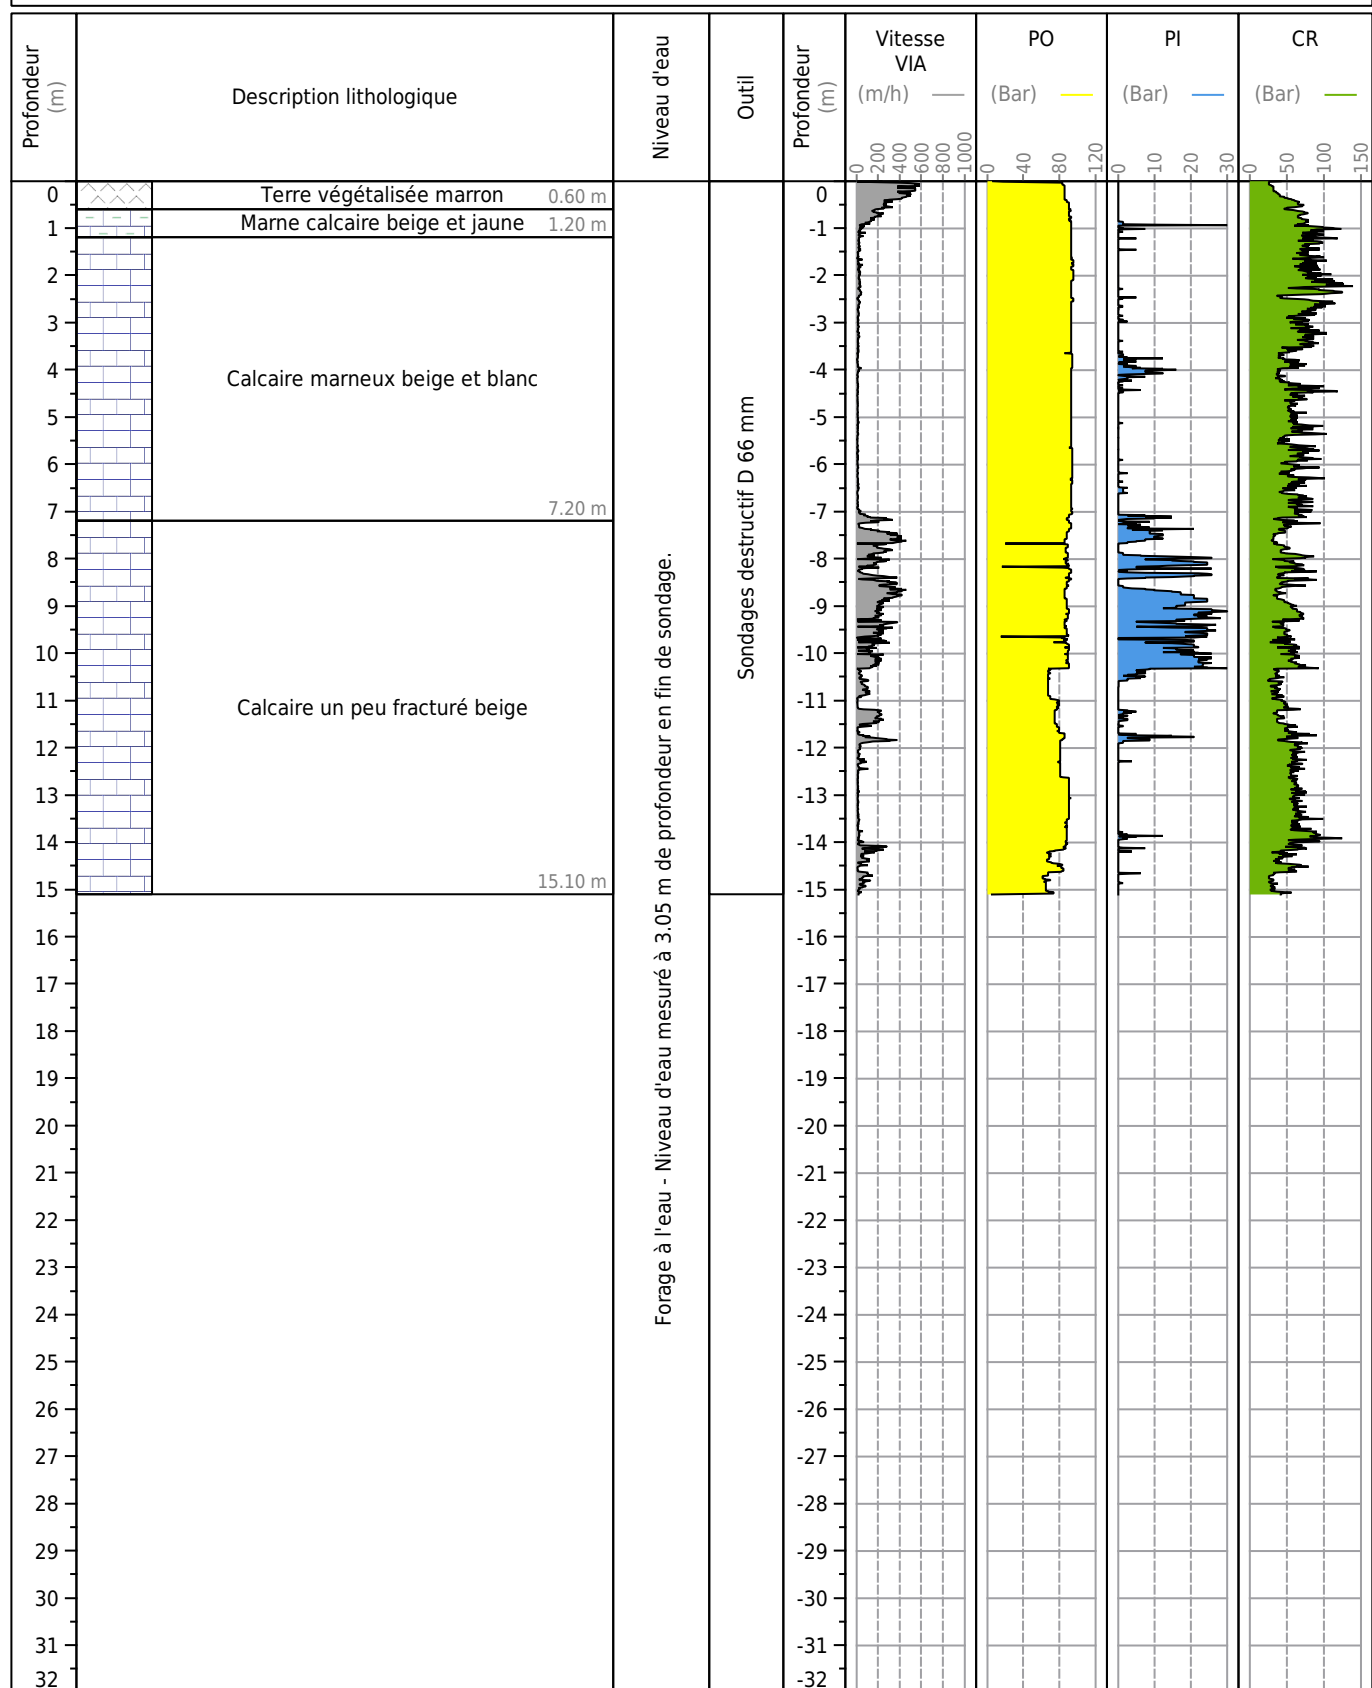 Profondeur
(m)
Description lithologique
Niveau d'eau
Outil
Profondeur
(m)
Vitesse
VIA
(m/h)
0 200 400 600 800 1000
PO
(Bar)
0 40 80 120
PI
(Bar)
0 10 20 30
CR
(Bar)
0 50 100 150
0
Terre végétalisée marron 0.60 m
0
1
Marne calcaire beige et jaune 1.20 m
-1
2
-2
3
-3
4
Calcaire marneux beige et blanc
-4
5
-5
6
-6
7
7.20 m
-7
8
-8
9
-9
10
-10
11
Calcaire un peu fracturé beige
-11
12
-12
13
-13
14
-14
15
15.10 m
-15
Forage à l'eau - Niveau d'eau mesuré à 3.05 m de profondeur en fin de sondage.
Sondages destructif D 66 mm
16
-16
17
-17
18
-18
19
-19
20
-20
21
-21
22
-22
23
-23
24
-24
25
-25
26
-26
27
-27
28
-28
29
-29
30
-30
31
-31
32
-32